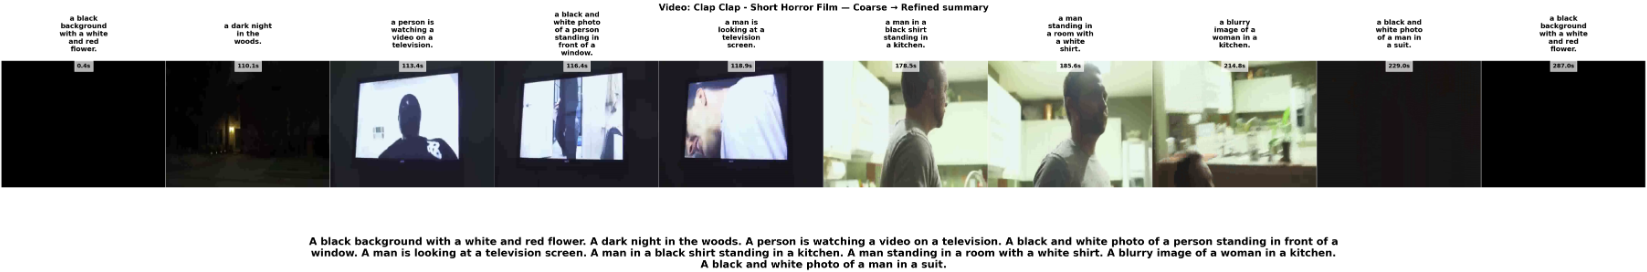 Video: Clap Clap - Short Horror Film — Coarse → Refined summary
a black
background
with a white
and red
flower.
a dark night
in the
woods.
a person is
watching a
video on a
television.
a black and
white photo
of a person
standing in
front of a
window.
a man is
looking at a
television
screen.
a man in a
black shirt
standing in
a kitchen.
a man
standing in
a room with
a white
shirt.
a blurry
image of a
woman in a
kitchen.
a black and
white photo
of a man in
a suit.
a black
background
with a white
and red
flower.
0.4s
110.1s
113.4s
116.4s
118.9s
178.5s
185.6s
214.8s
229.0s
287.0s
A black background with a white and red flower. A dark night in the woods. A person is watching a video on a television. A black and white photo of a person standing in front of a
window. A man is looking at a television screen. A man in a black shirt standing in a kitchen. A man standing in a room with a white shirt. A blurry image of a woman in a kitchen.
A black and white photo of a man in a suit.